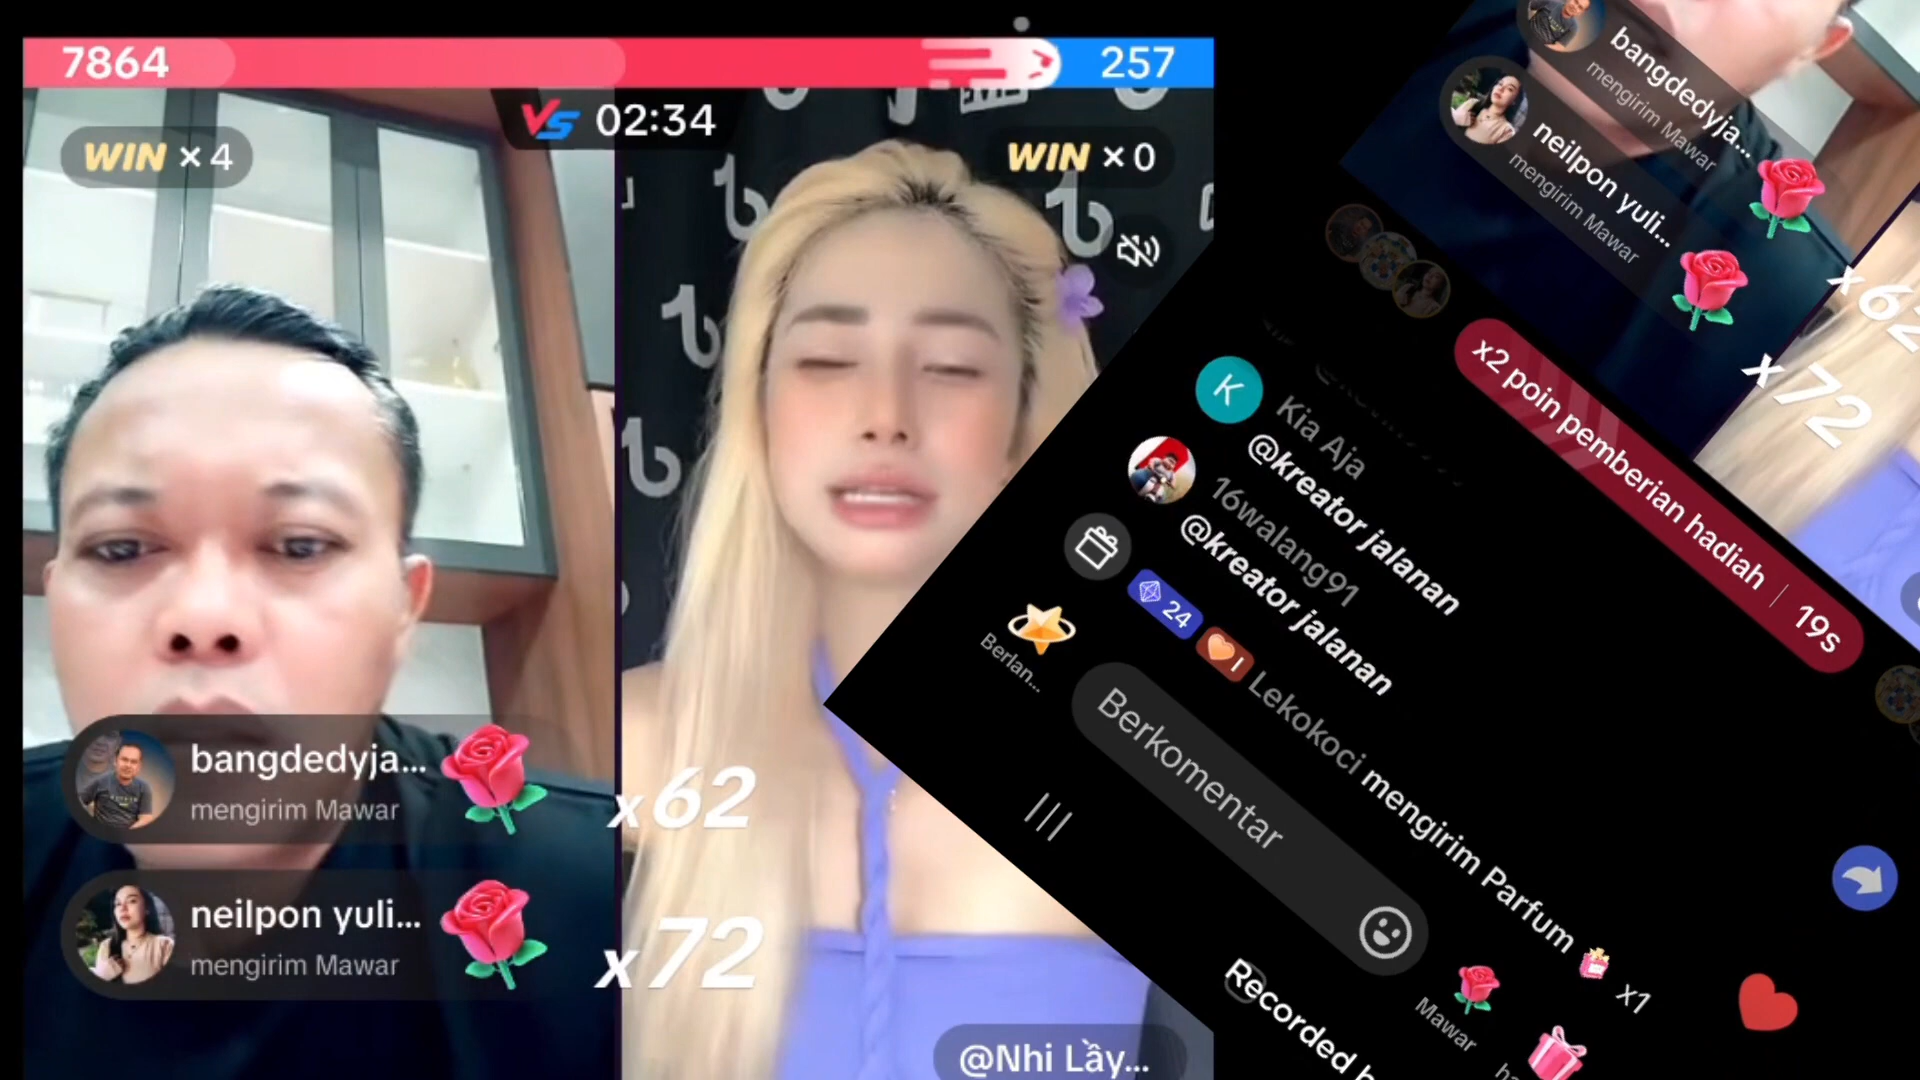 7864
257
VS 02:34
WIN × 4
WIN × 0
bangdedyja...
mengirim Mawar
x62
neilpon yuli...
mengirim Mawar
x72
@Nhi Lầy...
bangdedyja...
mengirim Mawar
x62
neilpon yuli...
mengirim Mawar
x72
x2 poin pemberian hadiah | 19s
K
Kia Aja
@kreator jalanan
16walang91
@kreator jalanan
24
I
Lekokoci mengirim Parfum x1
Berlan...
Berkomentar
Mawar
Recorded